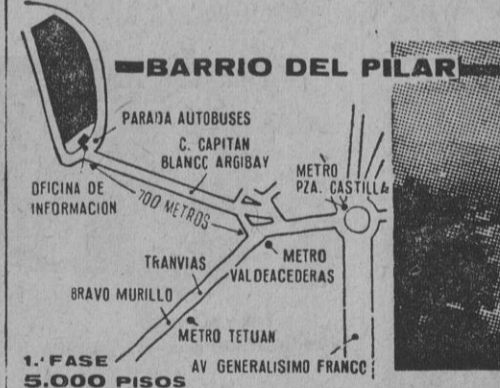 BARRIO DEL PILAR
PARADA AUTOBUSES
C. CAPITAN
BLANCO ARGIBAY
METRO
PZA. CASTILLA
OFICINA DE
INFORMACION
700 METROS
TRANVIAS
METRO
VALDEACEDERAS
BRAVO MURILLO
METRO TETUAN
AV GENERALISIMO FRANCO
1.ª FASE
5.000 PISOS